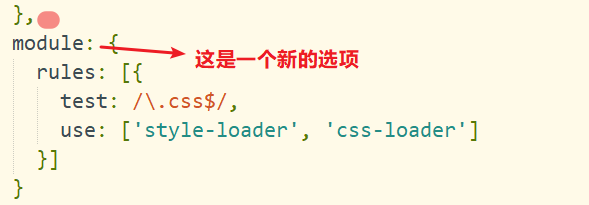 },
module: {
这是一个新的选项
rules: [{
test: /\.css$/,
use: ['style-loader', 'css-loader']
}]
}